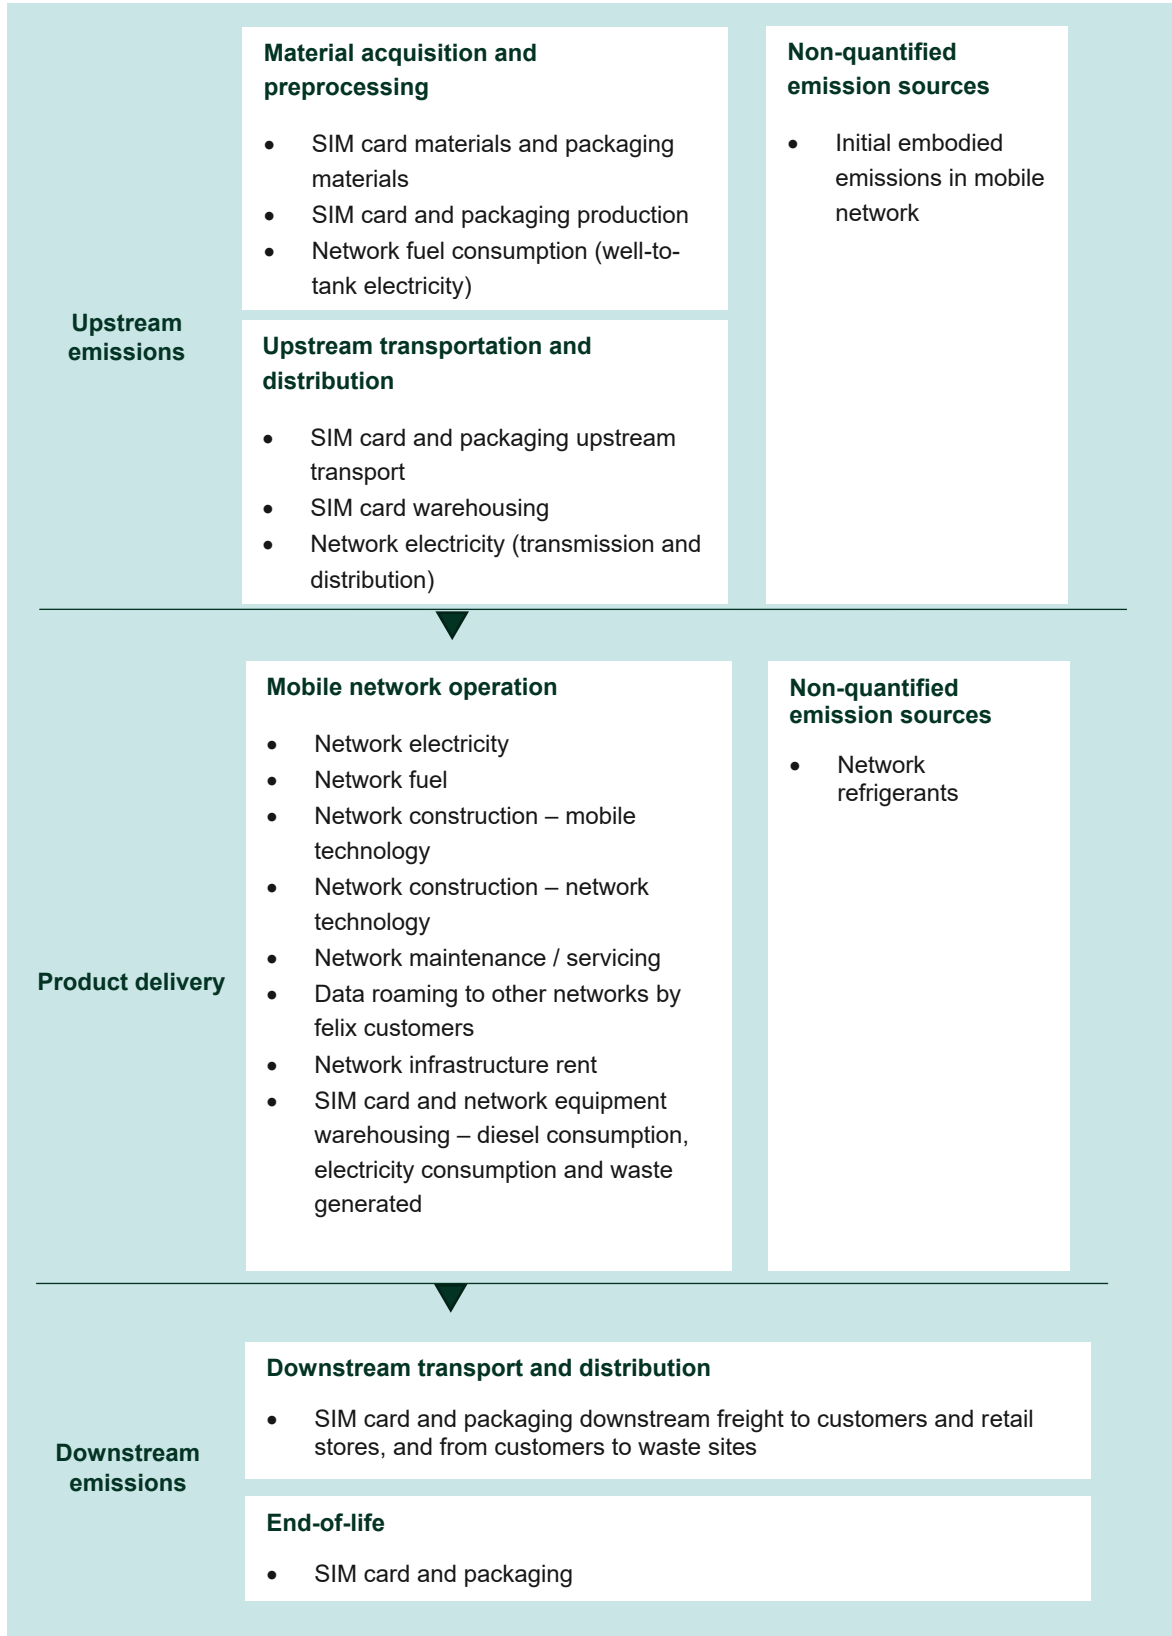 Upstream
emissions
Material acquisition and
preprocessing
• SIM card materials and packaging
materials
• SIM card and packaging production
• Network fuel consumption (well-to-
tank electricity)
Upstream transportation and
distribution
• SIM card and packaging upstream
transport
• SIM card warehousing
• Network electricity (transmission and
distribution)
Non-quantified
emission sources
• Initial embodied
emissions in mobile
network
Product delivery
Mobile network operation
• Network electricity
• Network fuel
• Network construction – mobile
technology
• Network construction – network
technology
• Network maintenance / servicing
• Data roaming to other networks by
felix customers
• Network infrastructure rent
• SIM card and network equipment
warehousing – diesel consumption,
electricity consumption and waste
generated
Non-quantified
emission sources
• Network
refrigerants
Downstream
emissions
Downstream transport and distribution
• SIM card and packaging downstream freight to customers and retail
stores, and from customers to waste sites
End-of-life
• SIM card and packaging